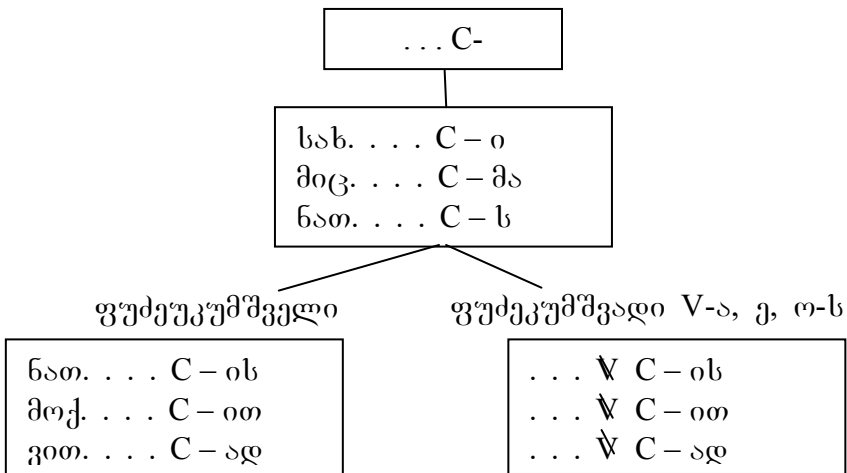 . . . C-
სახ. . . . C – ი
მიც. . . . C – მა
ნათ. . . . C – ს
ფუძეუკუმშველი
ფუძეკუმშვადი V-ა, ე, ო-ს
ნათ. . . . C – ის
მოქ. . . . C – ით
ვით. . . . C – ად
. . . V C – ის
. . . V C – ით
. . . V C – ად